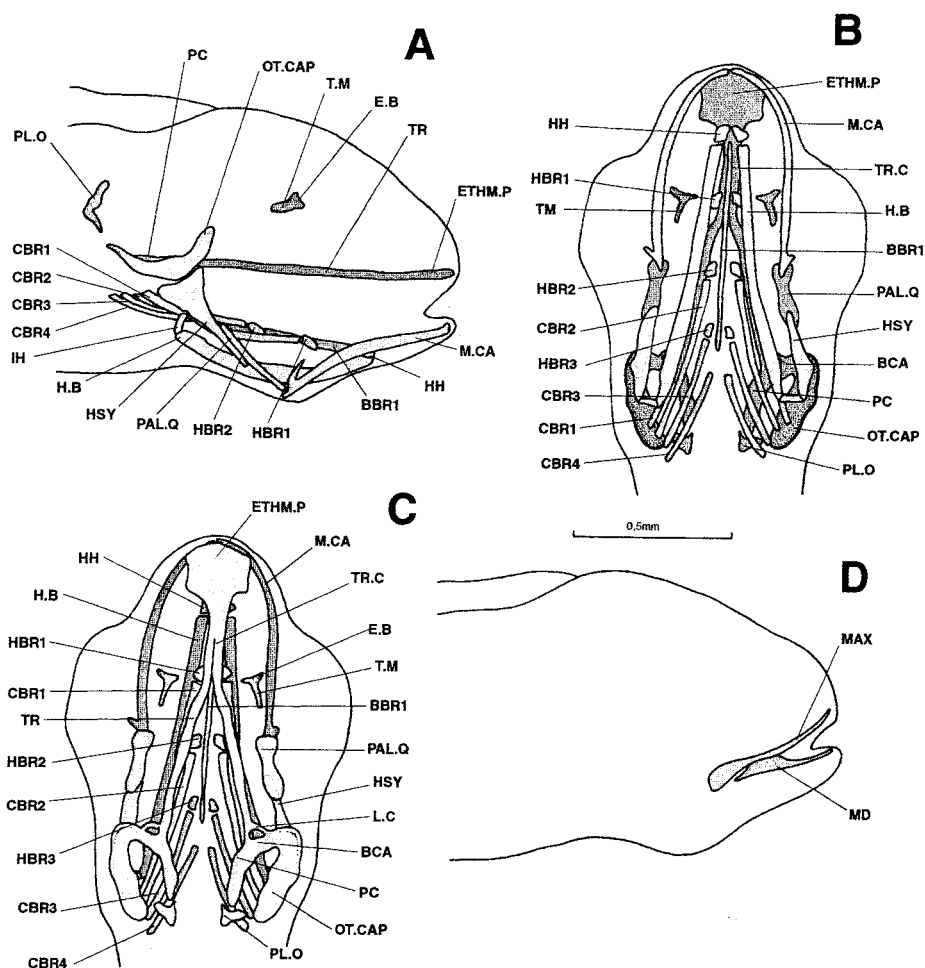 A
PC
OT.CAP
T.M
E.B
TR
PL.O
ETHM.P
CBR1
CBR2
CBR3
CBR4
IH
H.B
HSY
PAL.Q
HBR2
HBR1
BBR1
HH
M.CA
B
ETHM.P
HH
M.CA
TR.C
HBR1
TM
H.B
BBR1
HBR2
PAL.Q
CBR2
HSY
HBR3
BCA
CBR3
PC
CBR1
OT.CAP
CBR4
PL.O
0,5mm
C
ETHM.P
HH
M.CA
H.B
TR.C
HBR1
E.B
CBR1
T.M
TR
BBR1
HBR2
PAL.Q
CBR2
HSY
L.C
HBR3
BCA
CBR3
PC
OT.CAP
CBR4
PL.O
D
MAX
MD